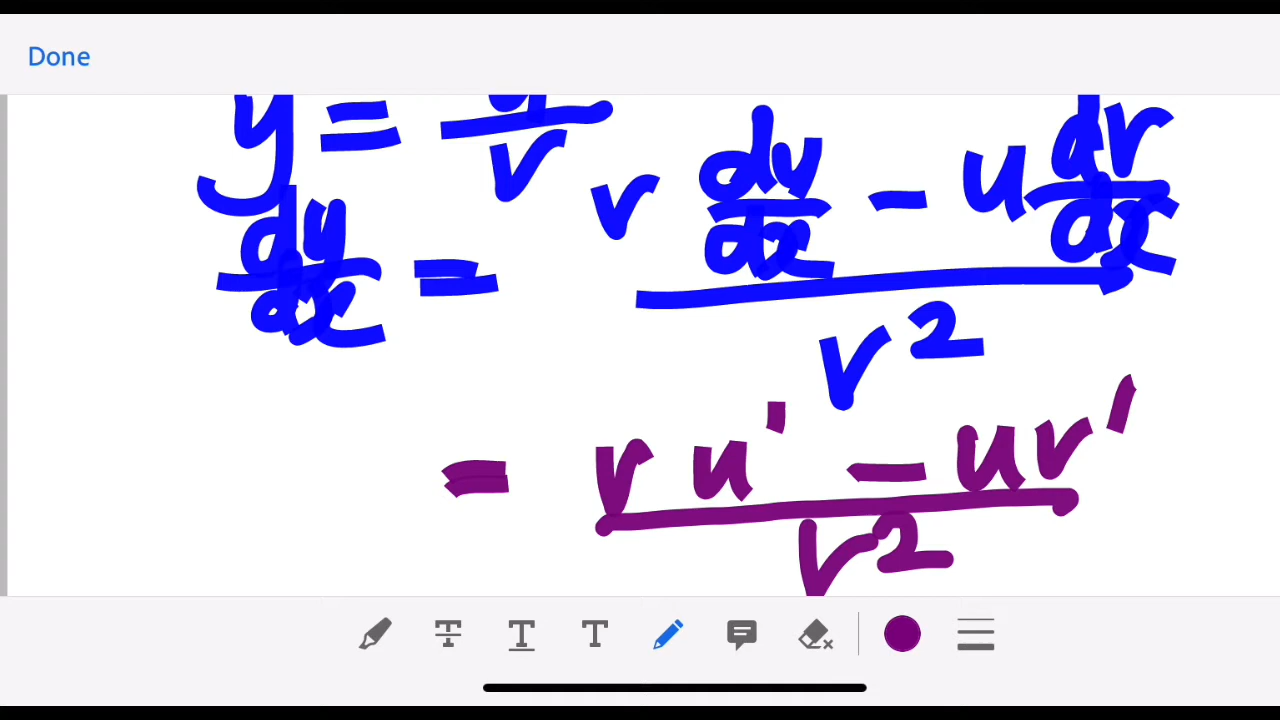 Done
y = u/v
dy/dx = (v du/dx - u dv/dx)/v²
= (vu' - uv')/v²
T
T
T